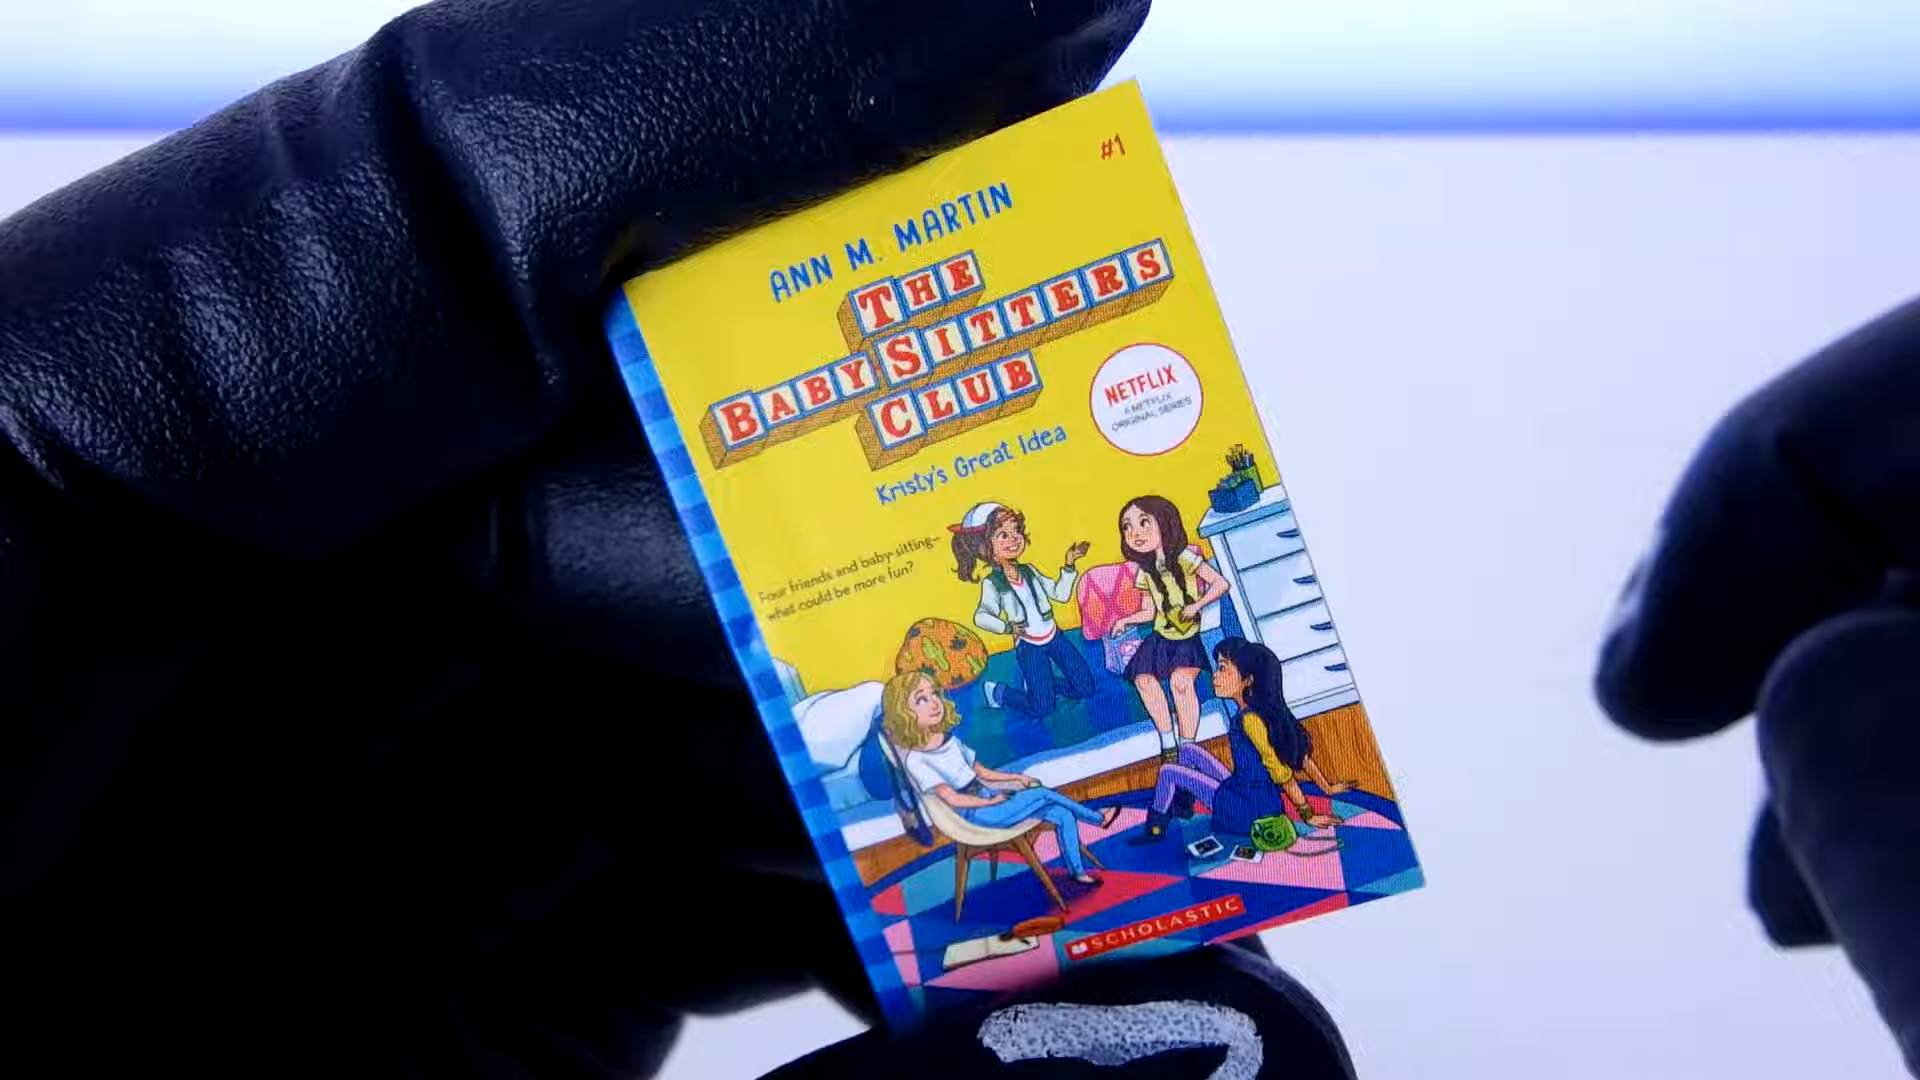 #1
ANN M. MARTIN
THE
BABY SITTERS
CLUB
NETFLIX
A NETFLIX
ORIGINAL SERIES
Kristy's Great Idea
Four friends and baby-sitting—
what could be more fun?
SCHOLASTIC